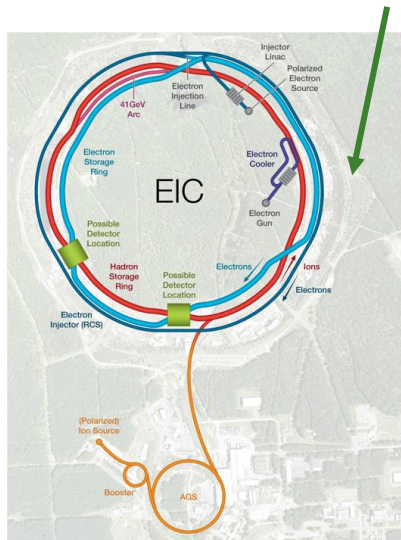 Injector
Linac
Polarized
Electron
Source
Electron
Injection
Line
41GeV
Arc
Electron
Storage
Ring
Electron
Cooler
EIC
Electron
Gun
Possible
Detector
Location
Hadron
Storage
Ring
Possible
Detector
Location
Electrons
Ions
Electrons
Electron
Injector (RCS)
(Polarized)
Ion Source
Booster
AGS